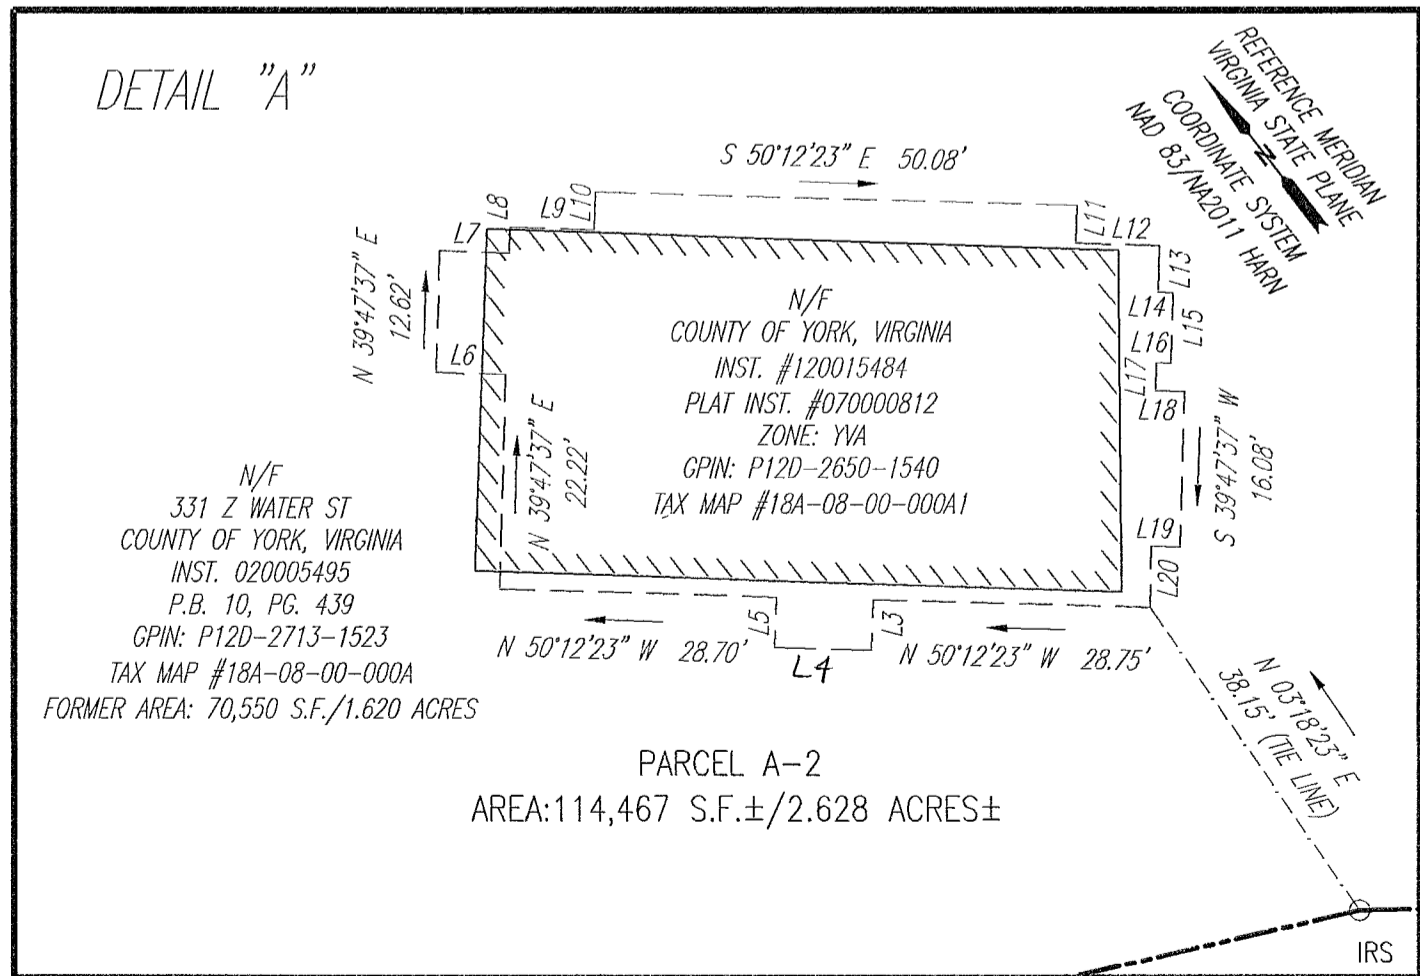 DETAIL "A"
REFERENCE MERIDIAN
VIRGINIA STATE PLANE
COORDINATE SYSTEM
NAD 83/NA2011 HARN
N
S 50°12'23" E 50.08'
L7
L8
L9
L10
L11
L12
L13
L14
L15
L16
L17
L18
L19
L20
N 39°47'37" E
12.62'
L6
N 39°47'37" E
22.22'
N/F
COUNTY OF YORK, VIRGINIA
INST. #120015484
PLAT INST. #070000812
ZONE: YVA
GPIN: P12D-2650-1540
TAX MAP #18A-08-00-000A1
S 39°47'37" W
16.08'
N/F
331 Z WATER ST
COUNTY OF YORK, VIRGINIA
INST. 020005495
P.B. 10, PG. 439
GPIN: P12D-2713-1523
TAX MAP #18A-08-00-000A
FORMER AREA: 70,550 S.F./1.620 ACRES
N 50°12'23" W 28.70'
L5
L4
L3
N 50°12'23" W 28.75'
N 03°18'23" E
38.15' (TIE LINE)
PARCEL A-2
AREA:114,467 S.F.±/2.628 ACRES±
IRS